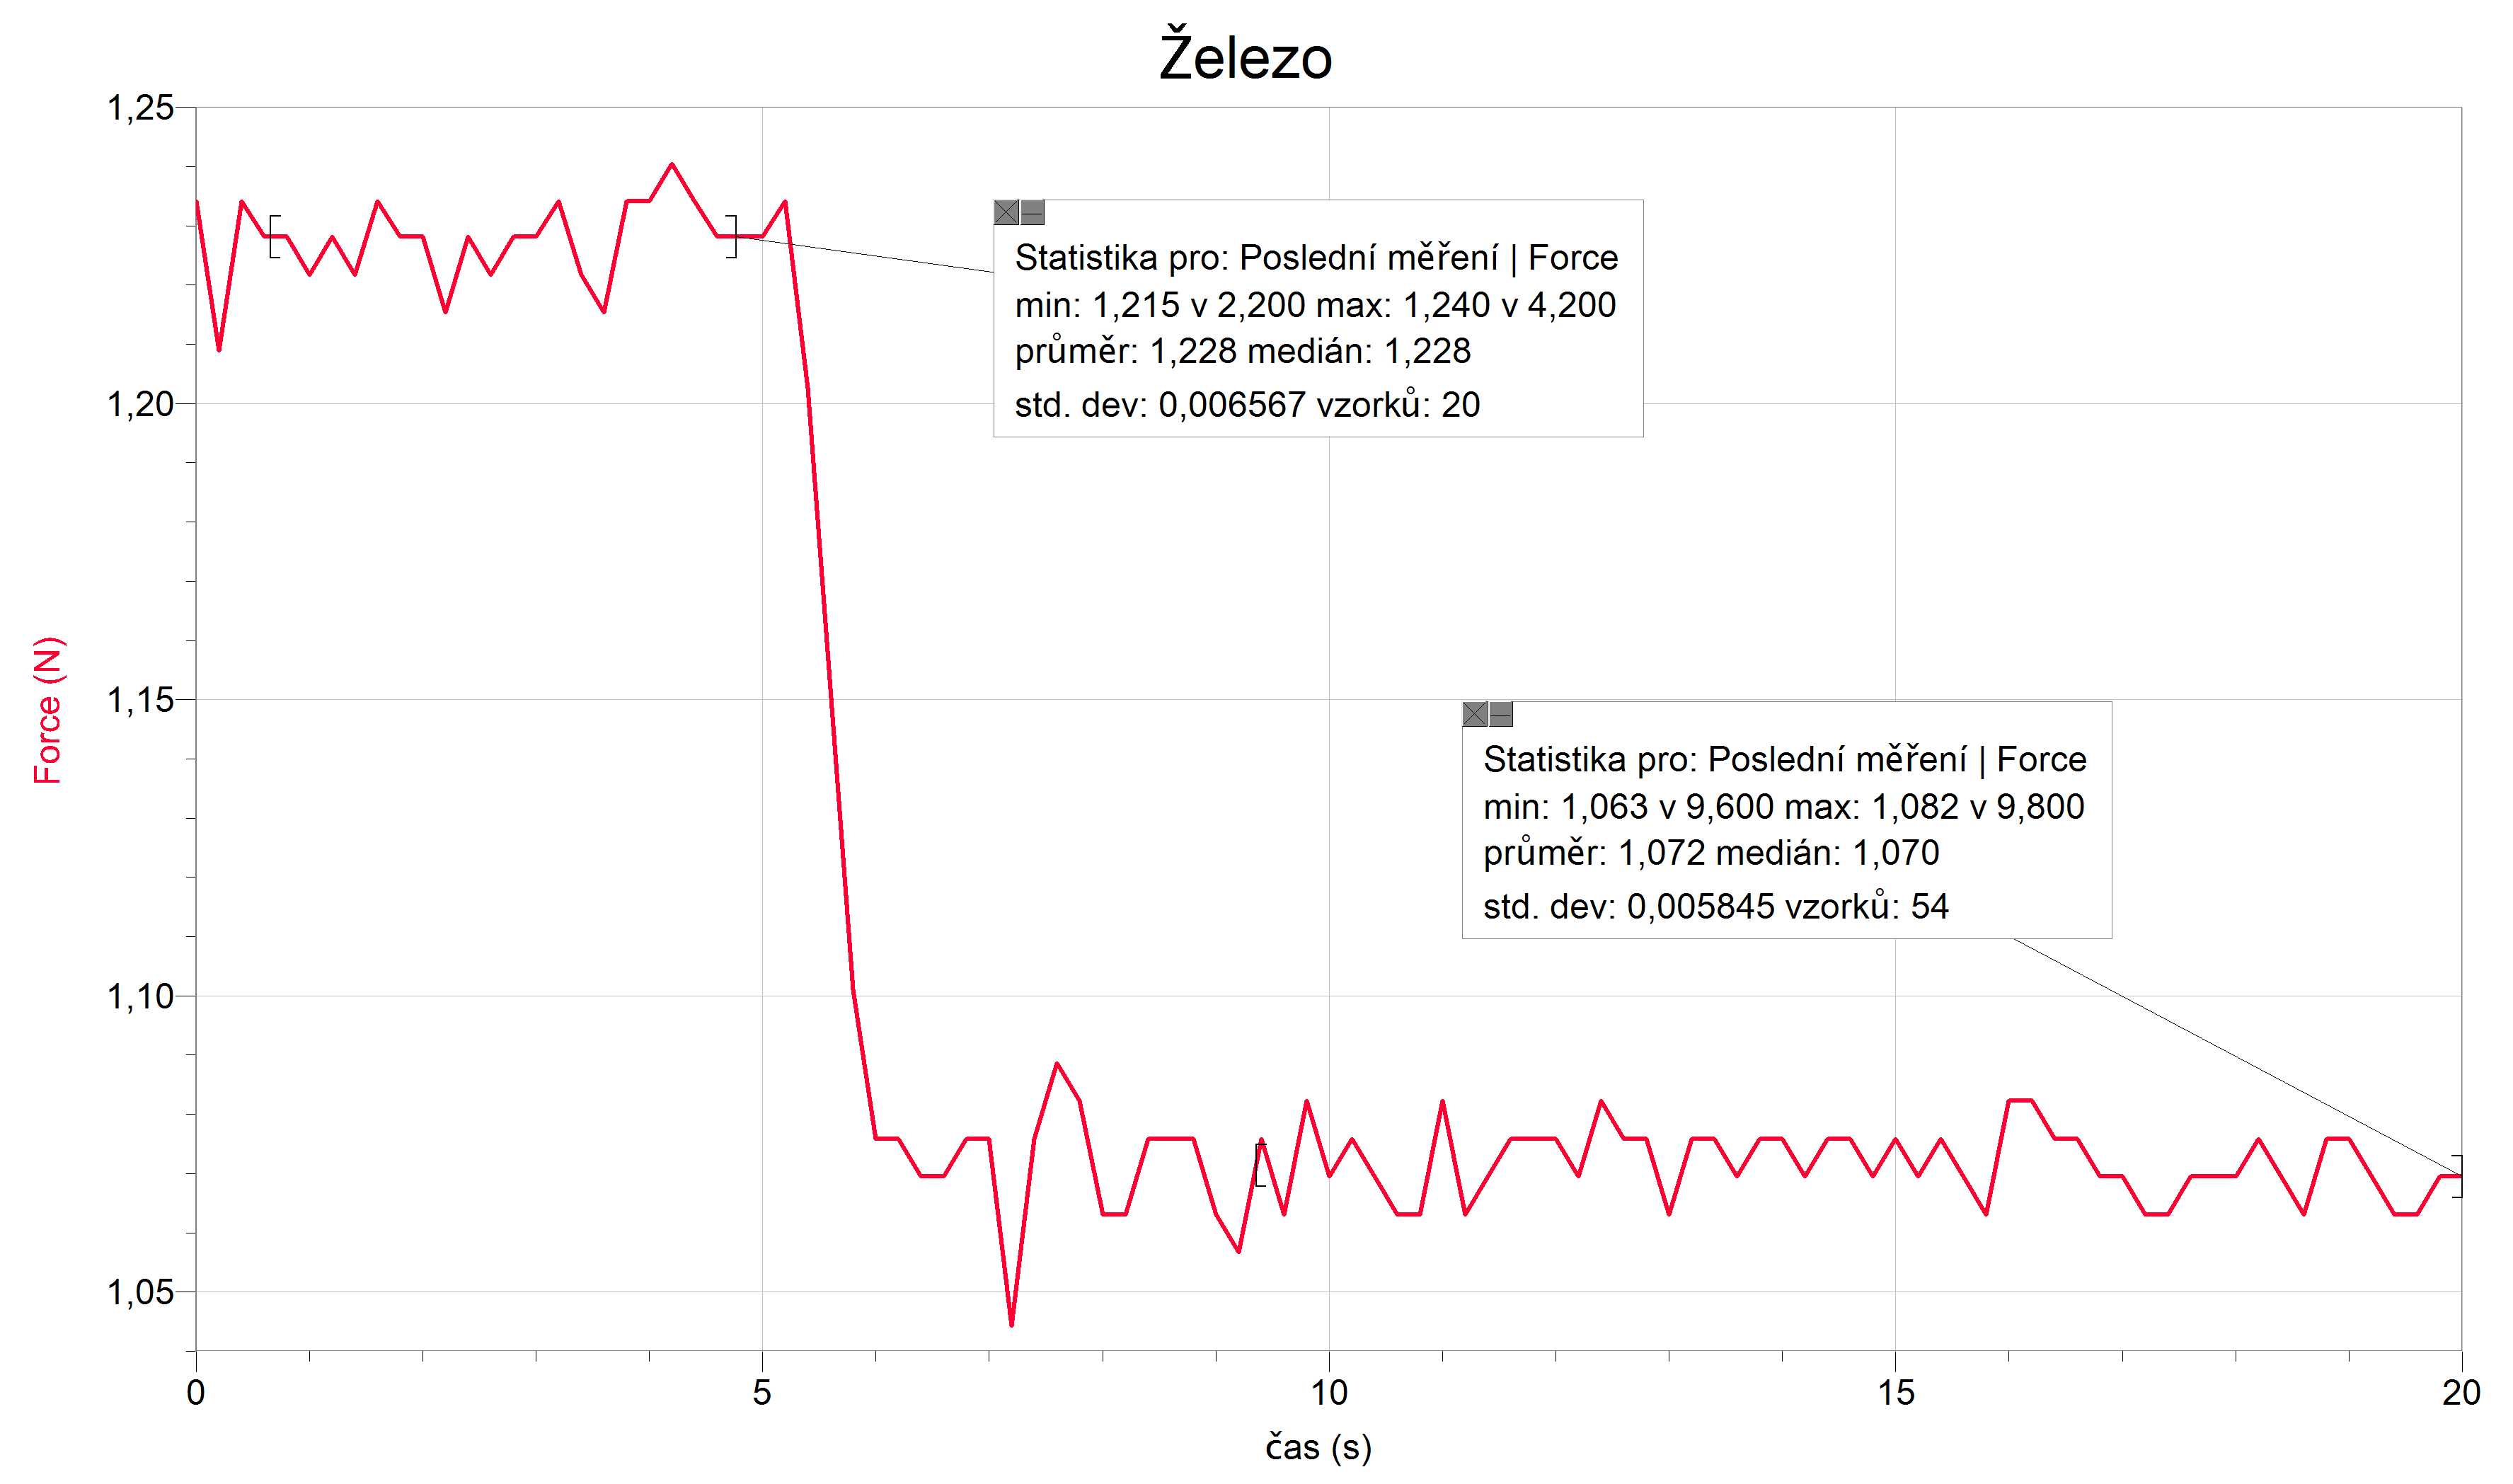 Železo
1,25
1,20
1,15
1,10
1,05
Force (N)
Statistika pro: Poslední měření | Force
min: 1,215 v 2,200 max: 1,240 v 4,200
průměr: 1,228 medián: 1,228
std. dev: 0,006567 vzorků: 20
Statistika pro: Poslední měření | Force
min: 1,063 v 9,600 max: 1,082 v 9,800
průměr: 1,072 medián: 1,070
std. dev: 0,005845 vzorků: 54
0 5 10 15 20
čas (s)